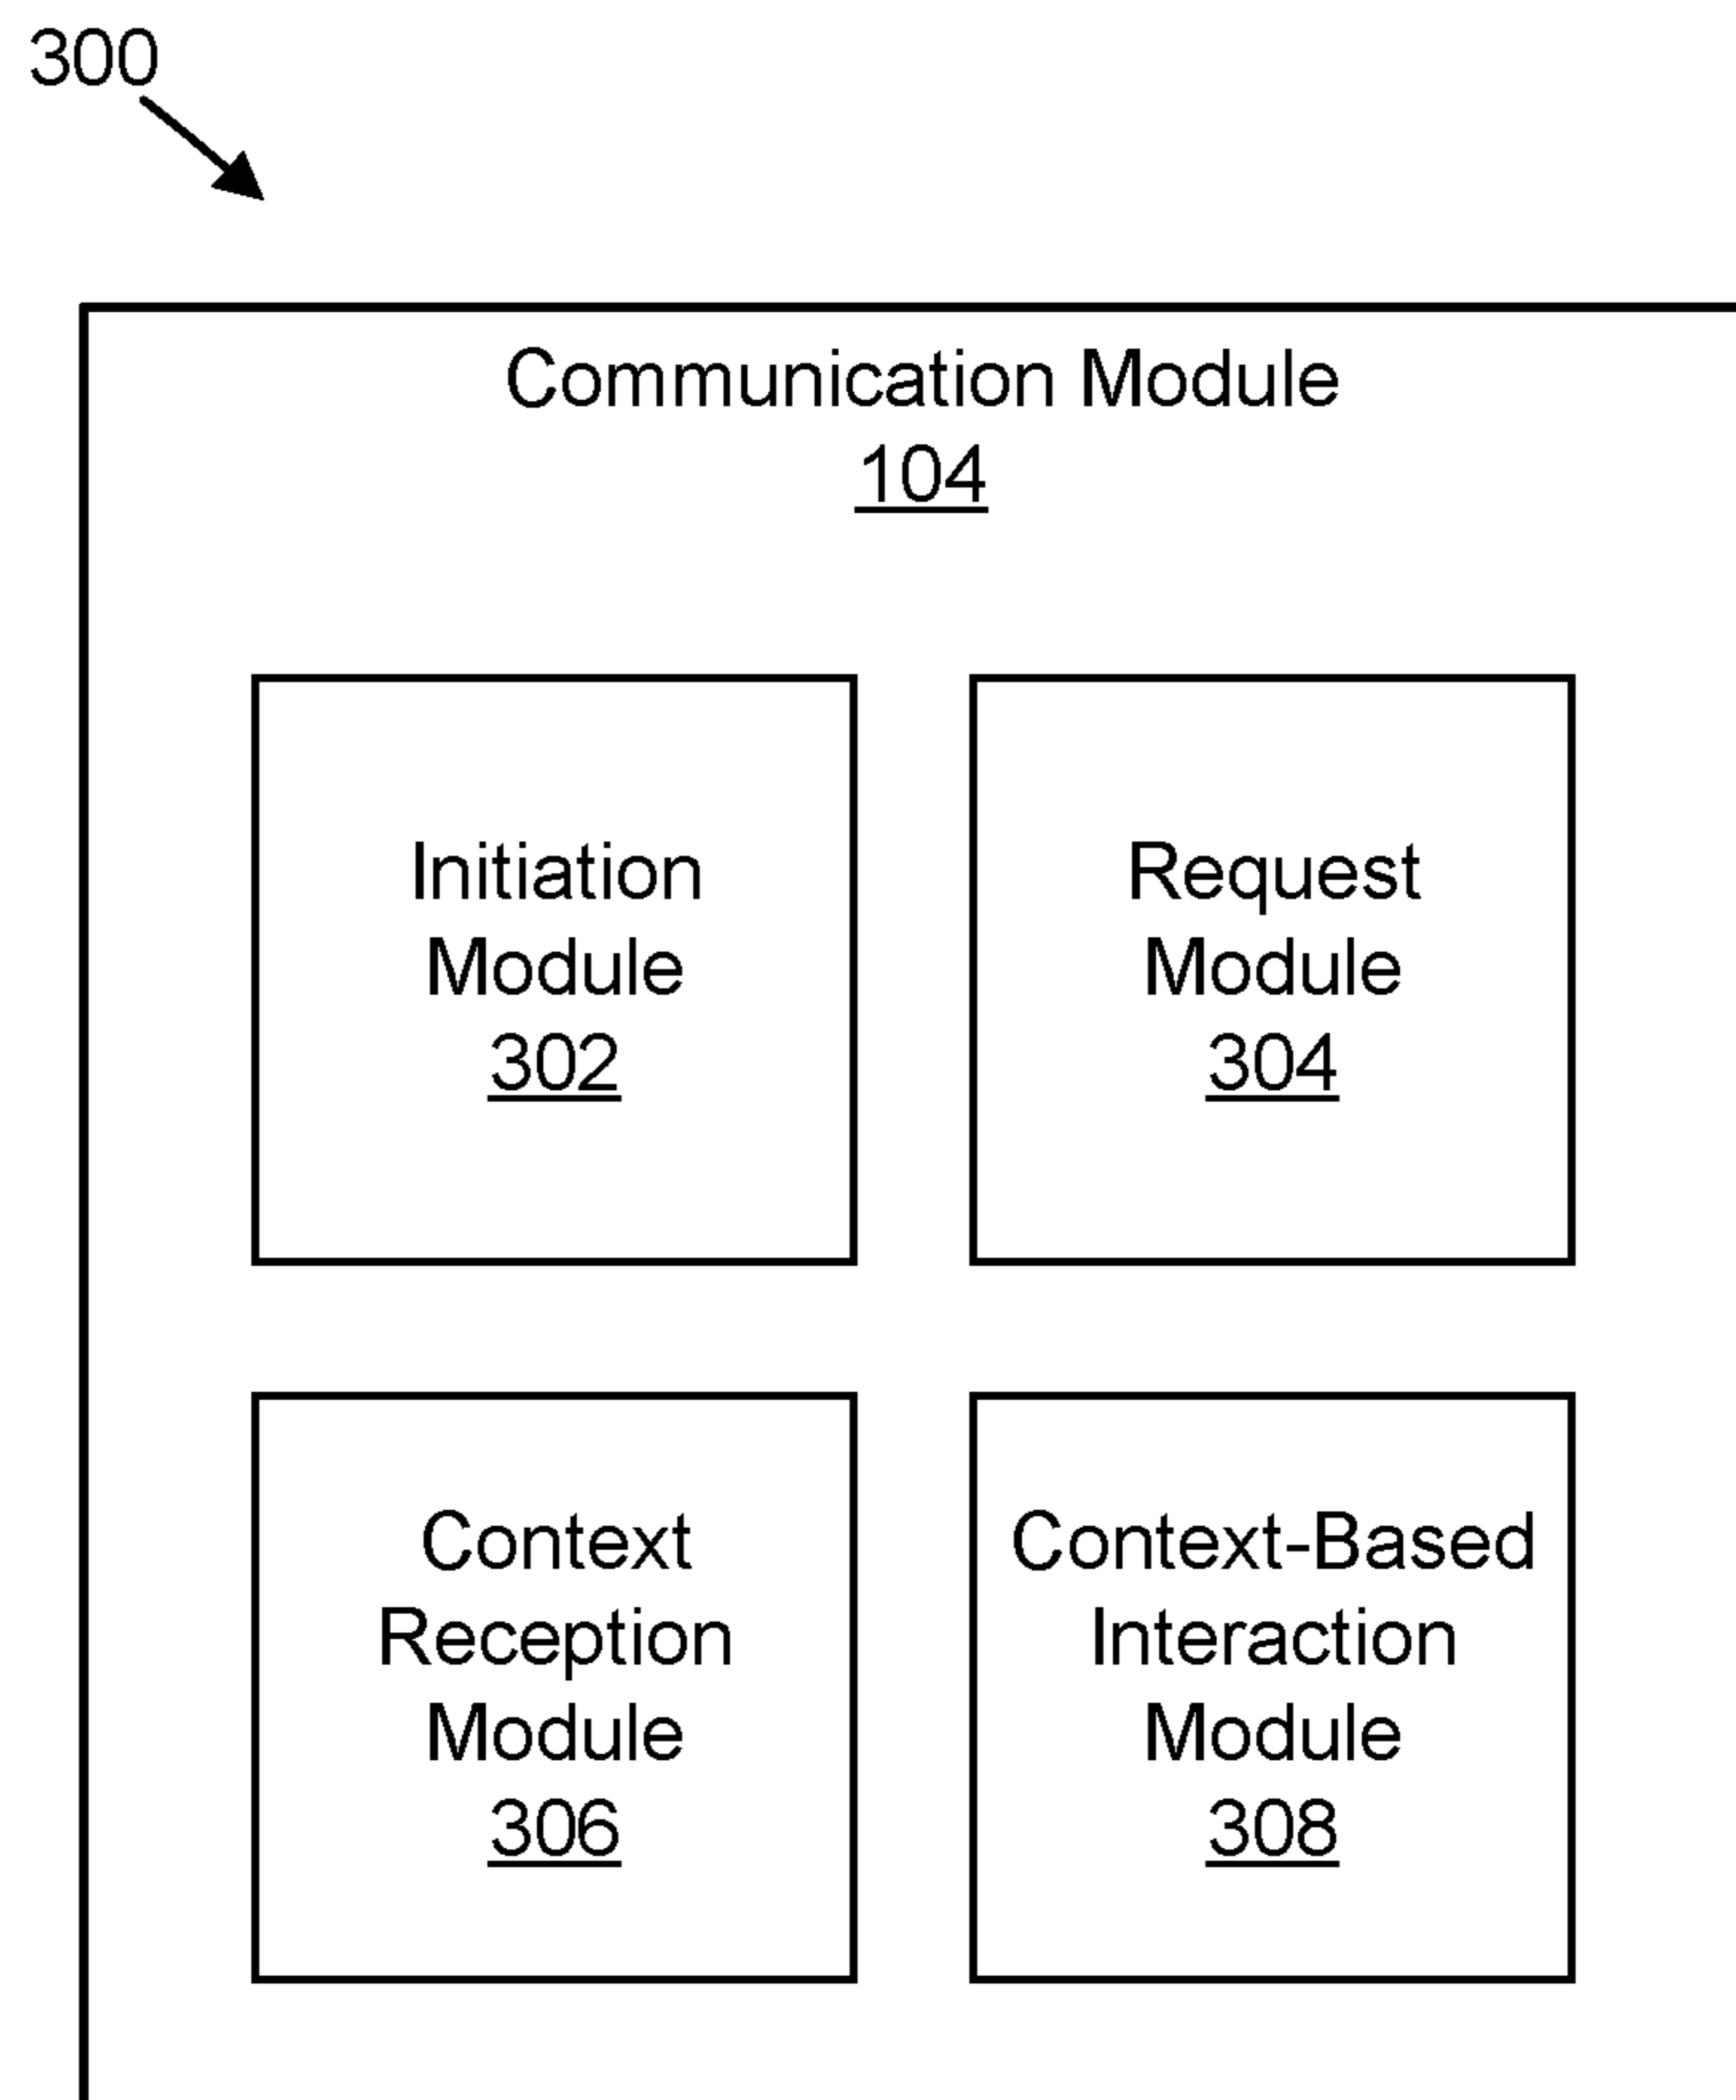 300
Communication Module
104
Initiation
Module
302
Request
Module
304
Context
Reception
Module
306
Context-Based
Interaction
Module
308